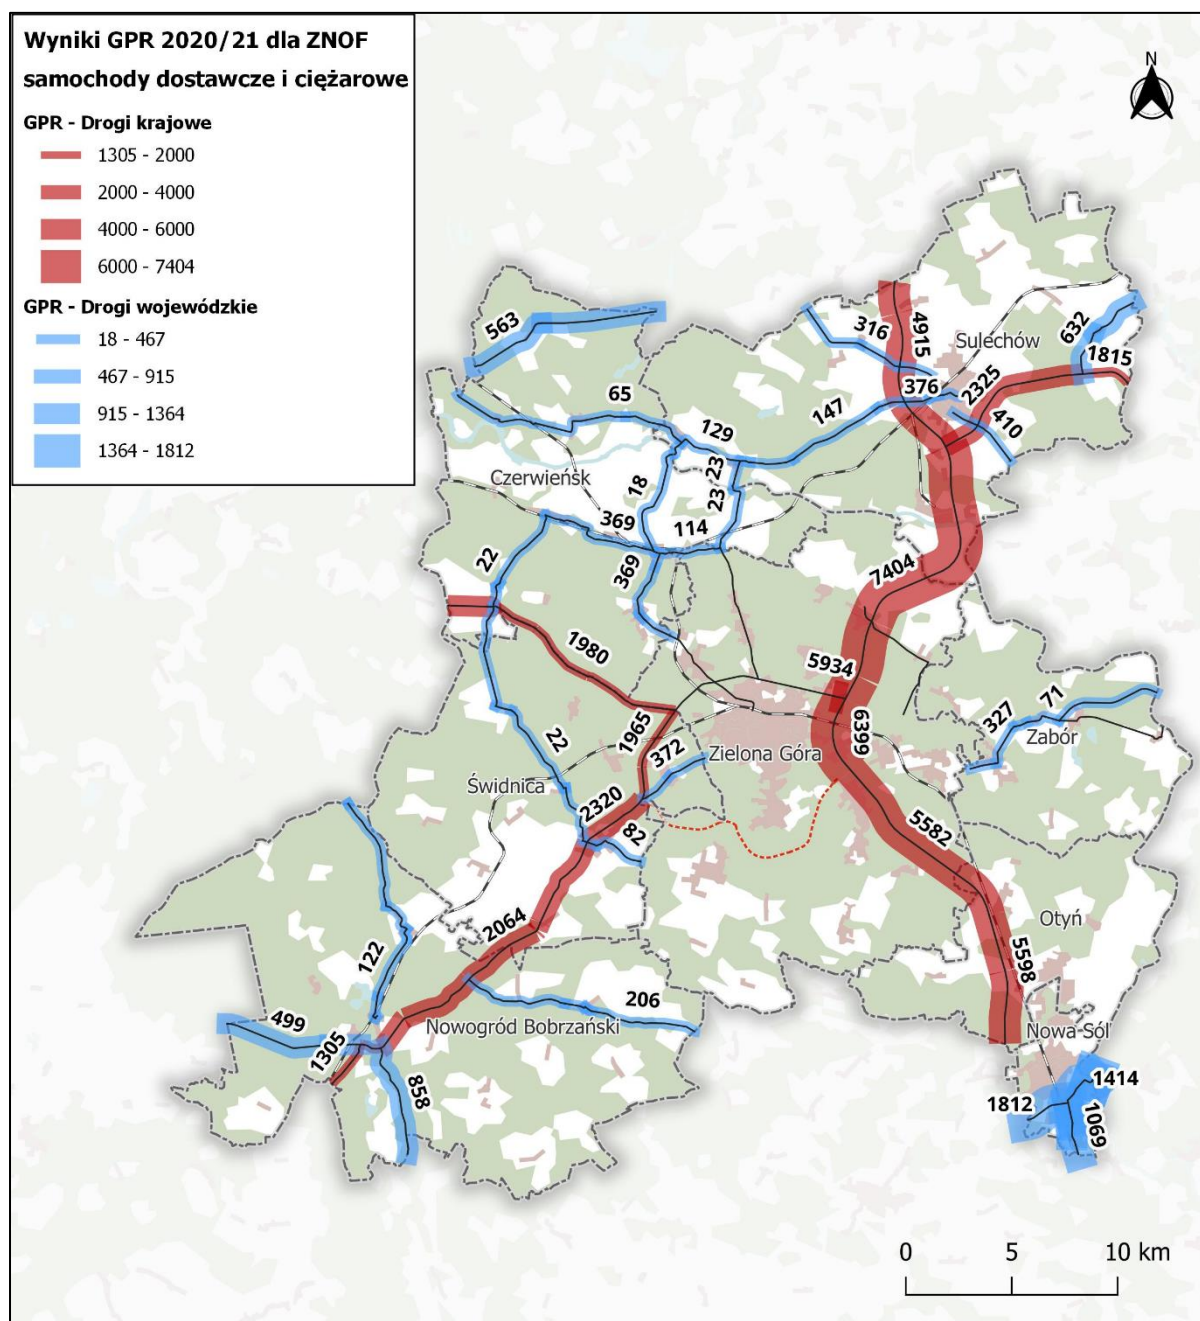 Wyniki GPR 2020/21 dla ZNOF
samochody dostawcze i ciężarowe
GPR - Drogi krajowe
1305 - 2000
2000 - 4000
4000 - 6000
6000 - 7404
GPR - Drogi wojewódzkie
18 - 467
467 - 915
915 - 1364
1364 - 1812
N
563
316
4915
Sulechów
632
1815
376
2325
65
147
410
129
23
Czerwieńsk
18
23
369
114
22
369
7404
1980
5934
327
71
1965
6399
Zabór
22
372
Zielona Góra
Świdnica
2320
82
5582
2064
Otyń
122
5598
206
499
Nowogród Bobrzański
Nowa Sól
1305
858
1414
1812
1069
0 5 10 km